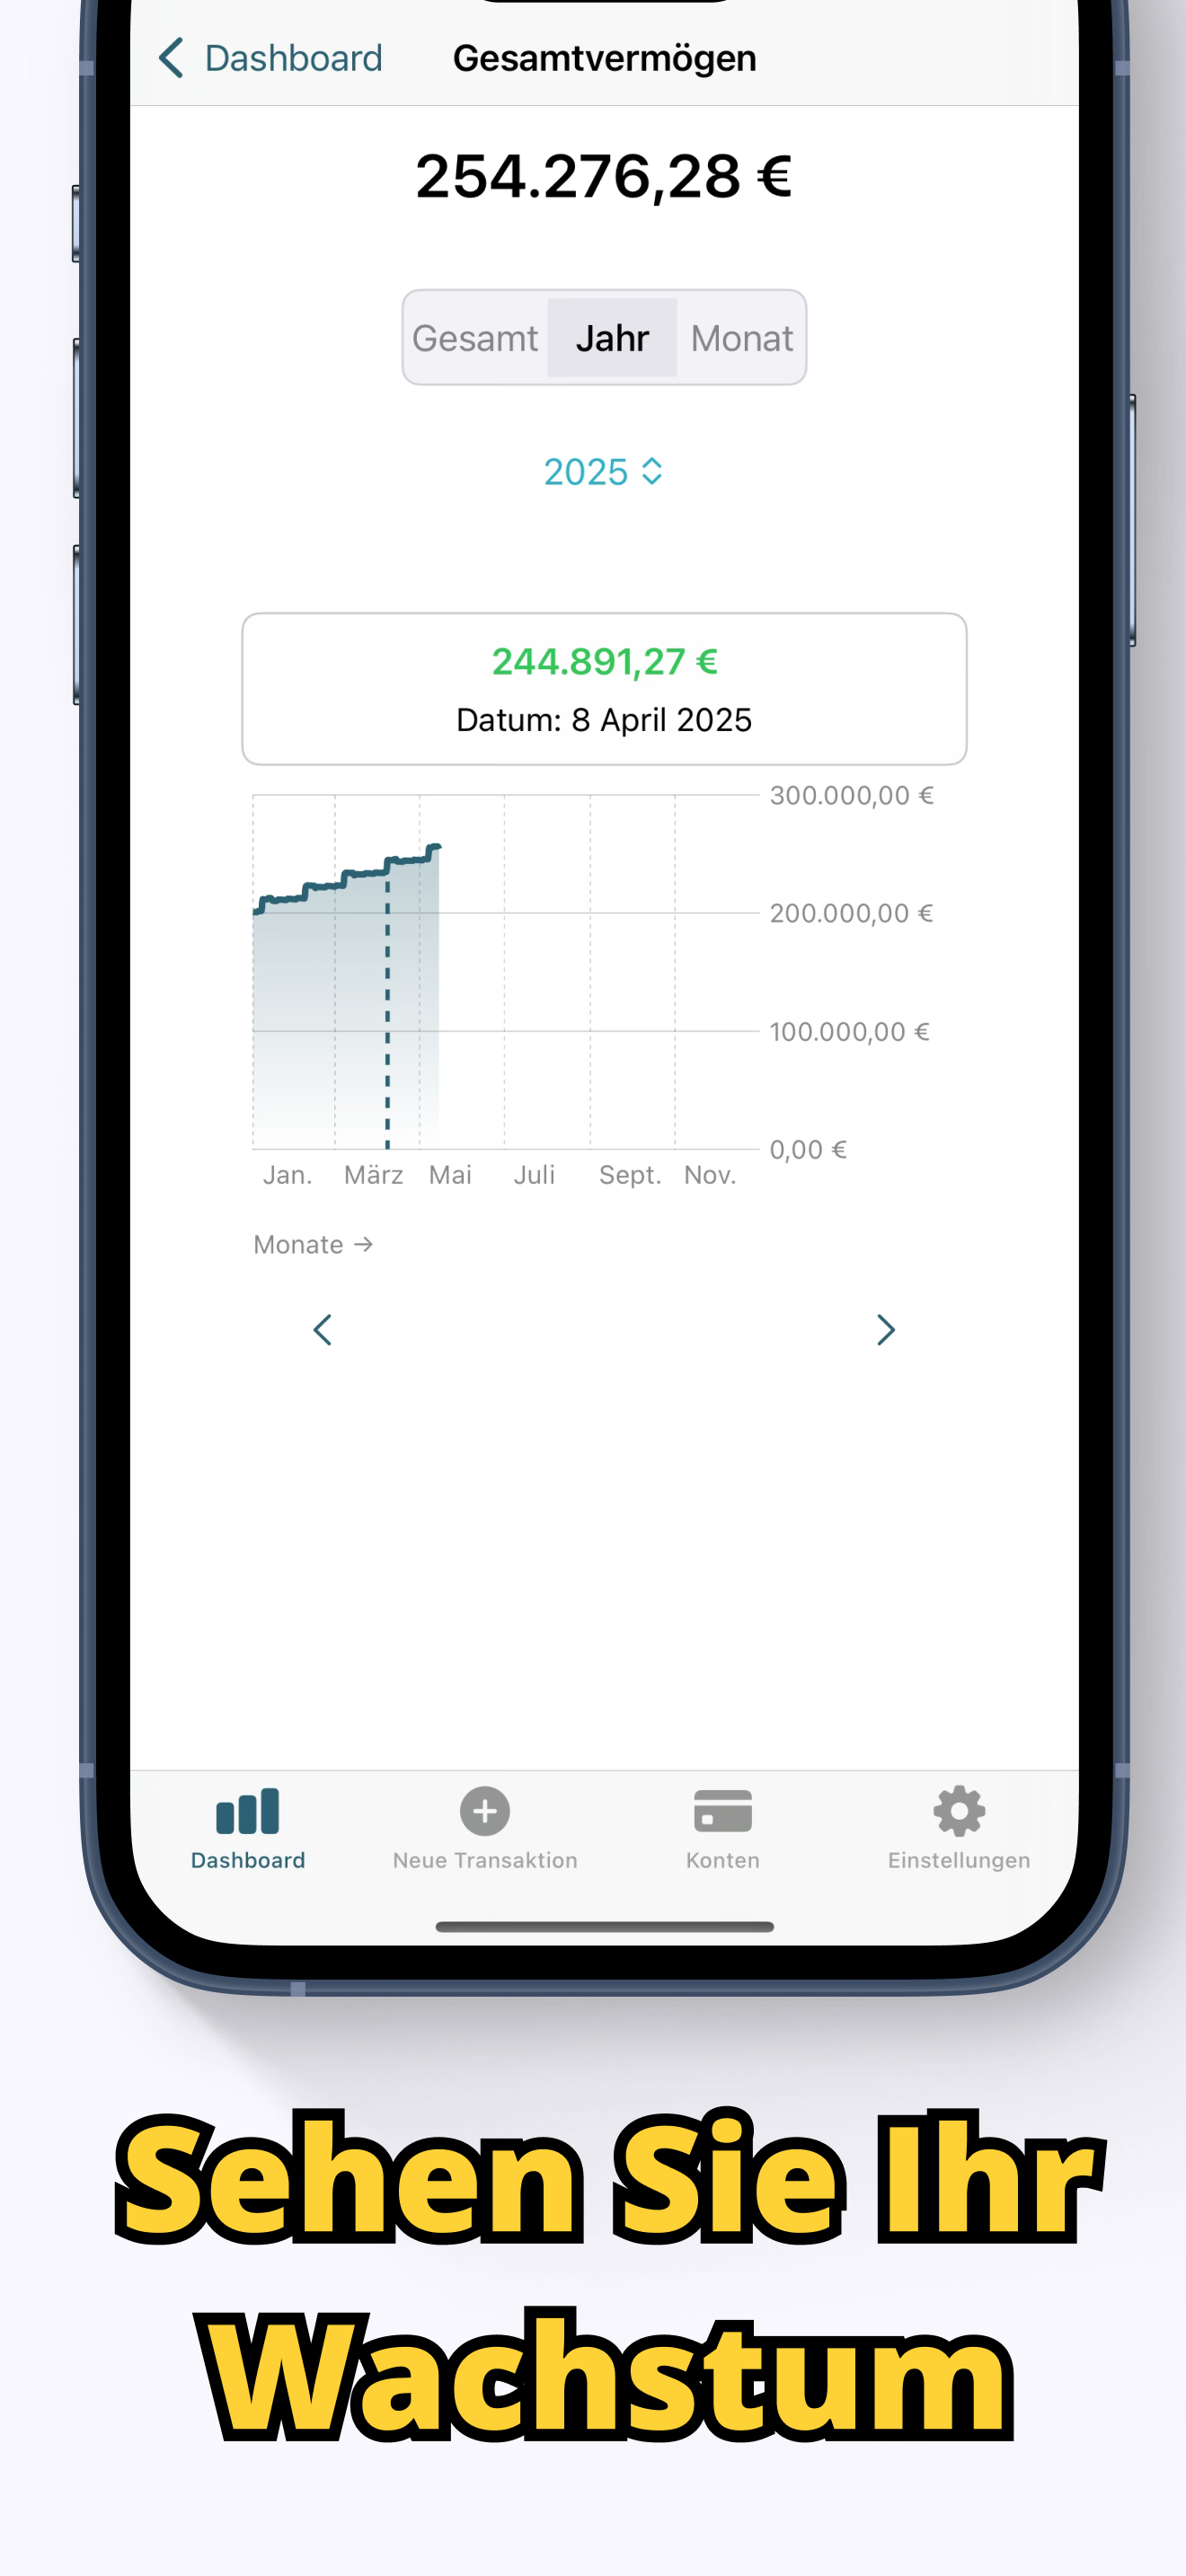 Dashboard Gesamtvermögen
254.276,28 €
Gesamt Jahr Monat
2025
244.891,27 €
Datum: 8 April 2025
300.000,00 €
200.000,00 €
100.000,00 €
0,00 €
Jan. März Mai Juli Sept. Nov.
Monate →
Dashboard Neue Transaktion Konten Einstellungen
Sehen Sie Ihr
Wachstum